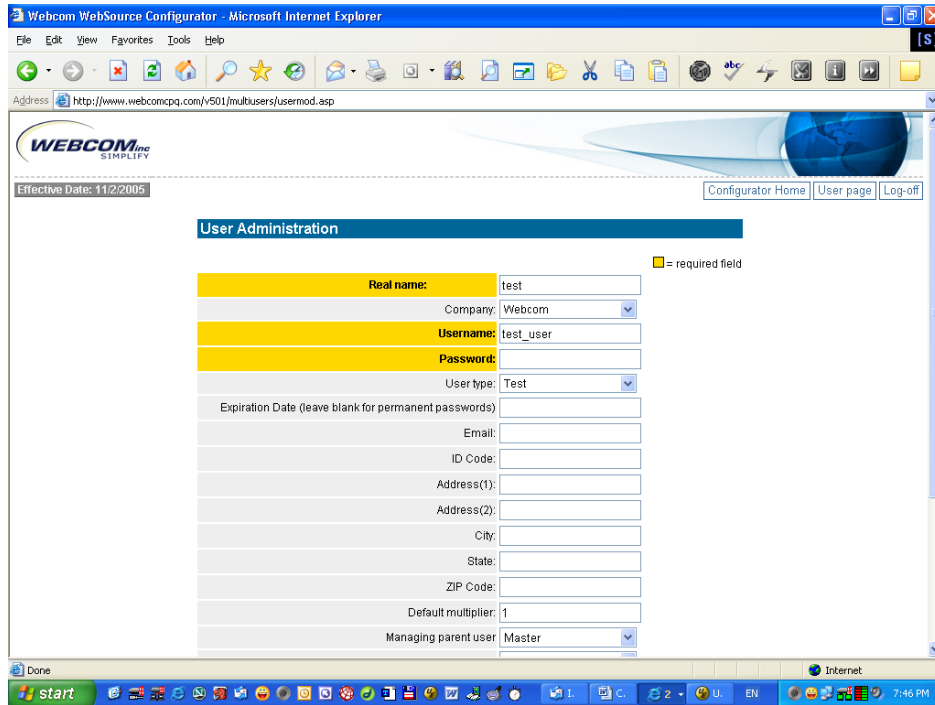 Webcom WebSource Configurator - Microsoft Internet Explorer
File Edit View Favorites Tools Help
[S]
abc
Address http://www.webcomcpq.com/v501/multiusers/usermod.asp
WEBCOM inc
SIMPLIFY
Effective Date: 11/2/2005
Configurator Home User page Log-off
User Administration
= required field
Real name: test
Company: Webcom
Username: test_user
Password:
User type: Test
Expiration Date (leave blank for permanent passwords)
Email:
ID Code:
Address(1):
Address(2):
City:
State:
ZIP Code:
Default multiplier: 1
Managing parent user Master
Done Internet
start I. C. 2 U. EN 7:46 PM